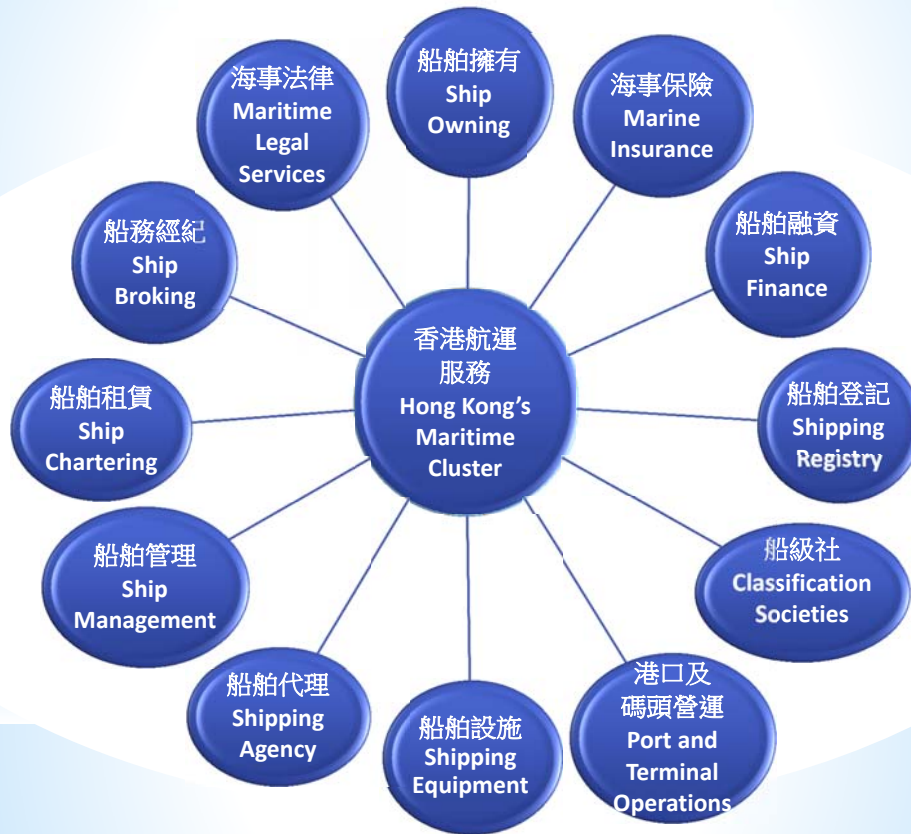 香港航運
服務
Hong Kong's
Maritime
Cluster
船舶擁有
Ship
Owning
海事保險
Marine
Insurance
船舶融資
Ship
Finance
船舶登記
Shipping
Registry
船級社
Classification
Societies
港口及
碼頭營運
Port and
Terminal
Operations
船舶設施
Shipping
Equipment
船舶代理
Shipping
Agency
船舶管理
Ship
Management
船舶租賃
Ship
Chartering
船務經紀
Ship
Broking
海事法律
Maritime
Legal
Services